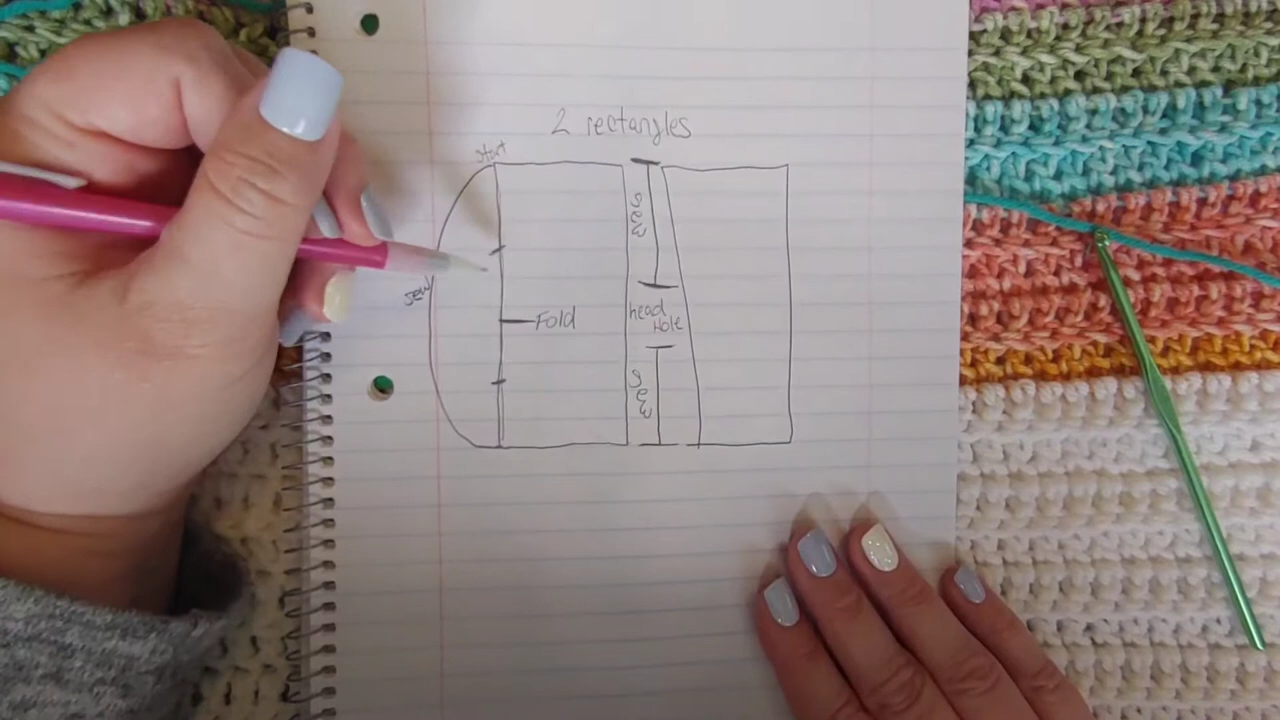 2 rectangles
start
sew
sew
Fold
head
Hole
sew